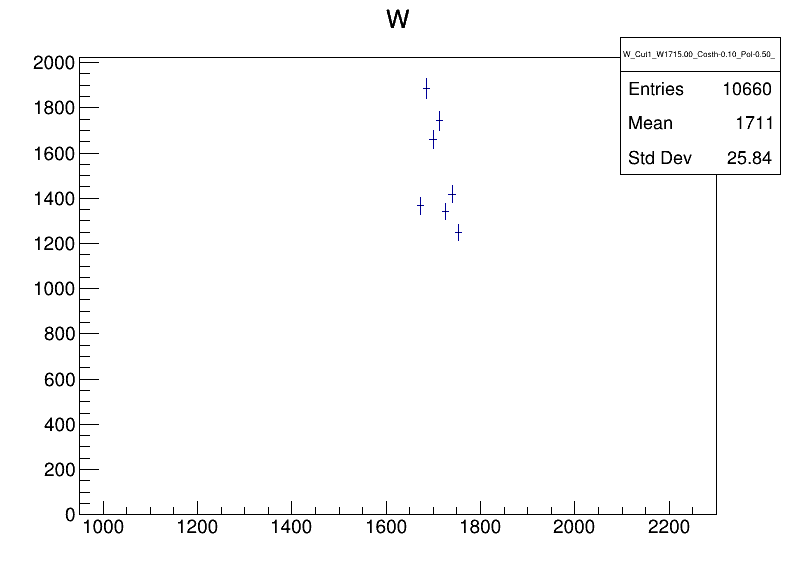 W
W_Cut1_W1715.00_Costh-0.10_Pol-0.50_
Entries 10660
Mean 1711
Std Dev 25.84
2000
1800
1600
1400
1200
1000
800
600
400
200
0
1000 1200 1400 1600 1800 2000 2200